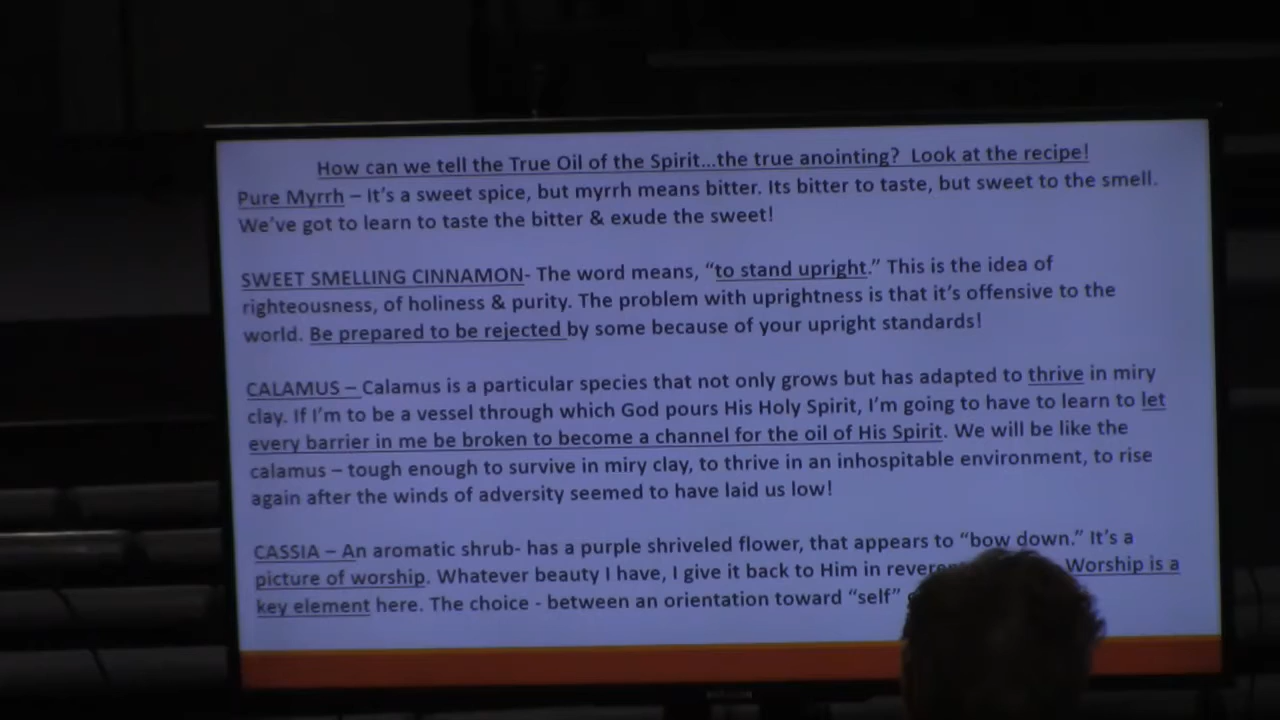 How can we tell the True Oil of the Spirit...the true anointing? Look at the recipe!
Pure Myrrh – It's a sweet spice, but myrrh means bitter. Its bitter to taste, but sweet to the smell.
We've got to learn to taste the bitter & exude the sweet!
SWEET SMELLING CINNAMON- The word means, "to stand upright." This is the idea of
righteousness, of holiness & purity. The problem with uprightness is that it's offensive to the
world. Be prepared to be rejected by some because of your upright standards!
CALAMUS – Calamus is a particular species that not only grows but has adapted to thrive in miry
clay. If I'm to be a vessel through which God pours His Holy Spirit, I'm going to have to learn to let
every barrier in me be broken to become a channel for the oil of His Spirit. We will be like the
calamus – tough enough to survive in miry clay, to thrive in an inhospitable environment, to rise
again after the winds of adversity seemed to have laid us low!
CASSIA – An aromatic shrub- has a purple shriveled flower, that appears to "bow down." It's a
picture of worship. Whatever beauty I have, I give it back to Him in Worship is a
key element here. The choice - between an orientation toward "self"